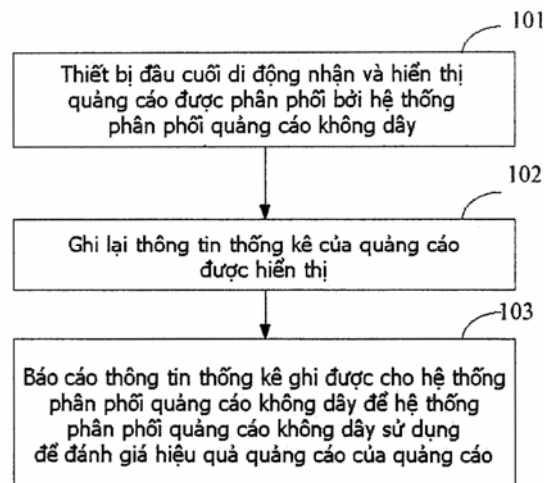 101
Thiết bị đầu cuối di động nhận và hiển thị
quảng cáo được phân phối bởi hệ thống
phân phối quảng cáo không dây
102
Ghi lại thông tin thống kê của quảng cáo
được hiển thị
103
Báo cáo thông tin thống kê ghi được cho hệ thống
phân phối quảng cáo không dây để hệ thống
phân phối quảng cáo không dây sử dụng
để đánh giá hiệu quả quảng cáo của quảng cáo